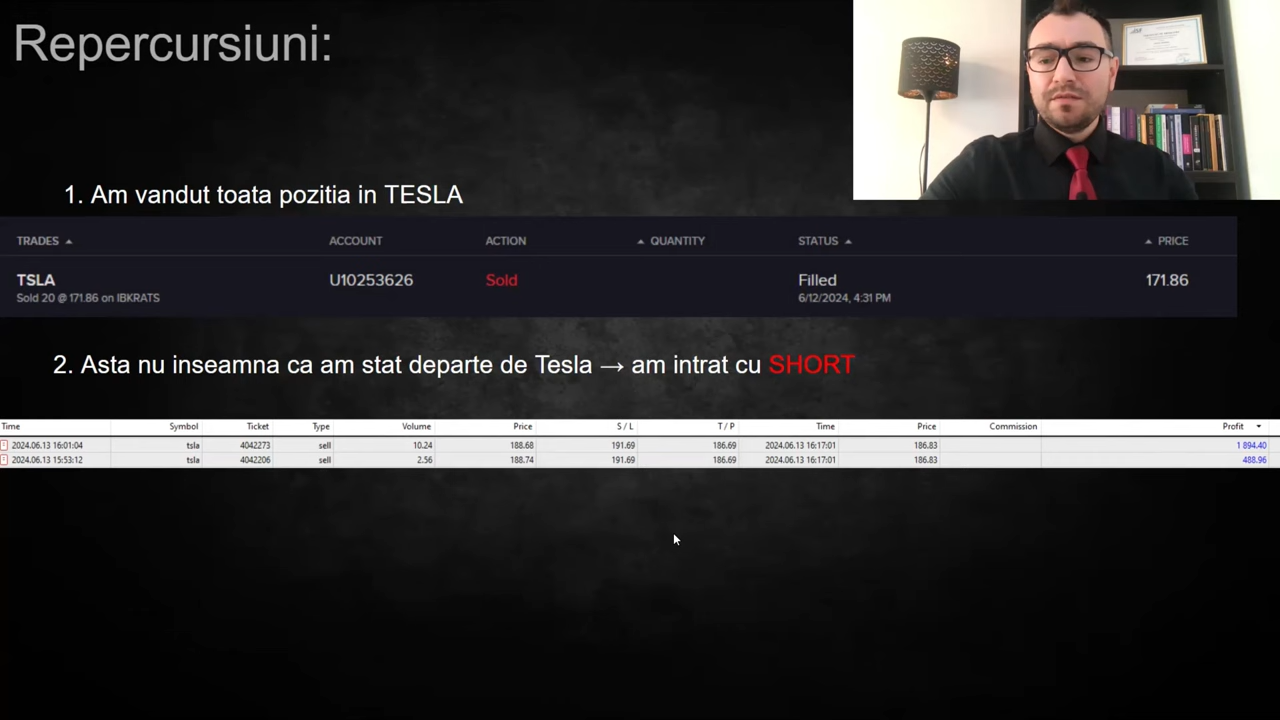 Repercursiuni:
1. Am vandut toata pozitia in TESLA
TRADES ACCOUNT ACTION QUANTITY STATUS PRICE
TSLA U10253626 Sold Filled 171.86
Sold 20 @ 171.86 on IBKRATS 6/12/2024, 4:31 PM
2. Asta nu inseamna ca am stat departe de Tesla → am intrat cu SHORT
Time Symbol Ticket Type Volume Price S / L T / P Time Price Commission Profit
2024.06.13 16:01:04 tsla 4042273 sell 10.24 188.68 191.69 186.69 2024.06.13 16:17:01 186.83 1 894.40
2024.06.13 15:53:12 tsla 4042206 sell 2.56 188.74 191.69 186.69 2024.06.13 16:17:01 186.83 488.96